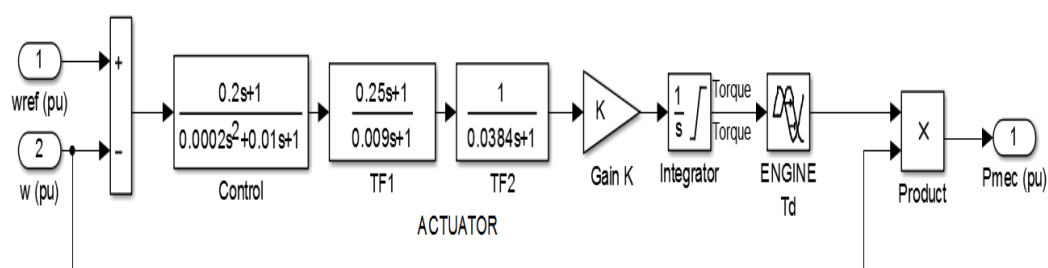 1
wref (pu)
2
w (pu)
+
−
0.2s+1
0.0002s2+0.01s+1
Control
0.25s+1
0.009s+1
TF1
1
0.0384s+1
TF2
ACTUATOR
K
Gain K
1
s
Integrator
Torque
Torque
ENGINE
Td
×
Product
1
Pmec (pu)